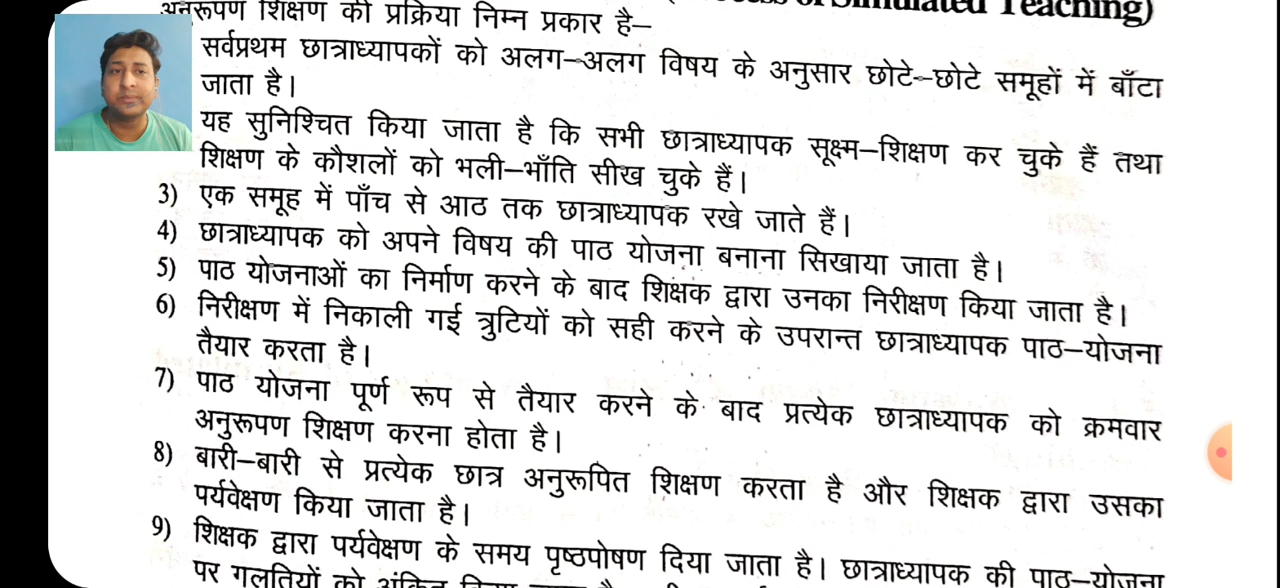 of Simulated Teaching)
शिक्षण की प्रक्रिया निम्न प्रकार है–
सर्वप्रथम छात्राध्यापकों को अलग–अलग विषय के अनुसार छोटे–छोटे समूहों में बाँटा
जाता है।
यह सुनिश्चित किया जाता है कि सभी छात्राध्यापक सूक्ष्म–शिक्षण कर चुके हैं तथा
शिक्षण के कौशलों को भली–भाँति सीख चुके हैं।
3) एक समूह में पाँच से आठ तक छात्राध्यापक रखे जाते हैं।
4) छात्राध्यापक को अपने विषय की पाठ योजना बनाना सिखाया जाता है।
5) पाठ योजनाओं का निर्माण करने के बाद शिक्षक द्वारा उनका निरीक्षण किया जाता है।
6) निरीक्षण में निकाली गई त्रुटियों को सही करने के उपरान्त छात्राध्यापक पाठ–योजना
तैयार करता है।
7) पाठ योजना पूर्ण रूप से तैयार करने के बाद प्रत्येक छात्राध्यापक को क्रमवार
अनुरूपण शिक्षण करना होता है।
8) बारी–बारी से प्रत्येक छात्र अनुरूपित शिक्षण करता है और शिक्षक द्वारा उसका
पर्यवेक्षण किया जाता है।
9) शिक्षक द्वारा पर्यवेक्षण के समय पृष्ठपोषण दिया जाता है। छात्राध्यापक की पाठ–योजना
पर गलतियों को अंकित किया